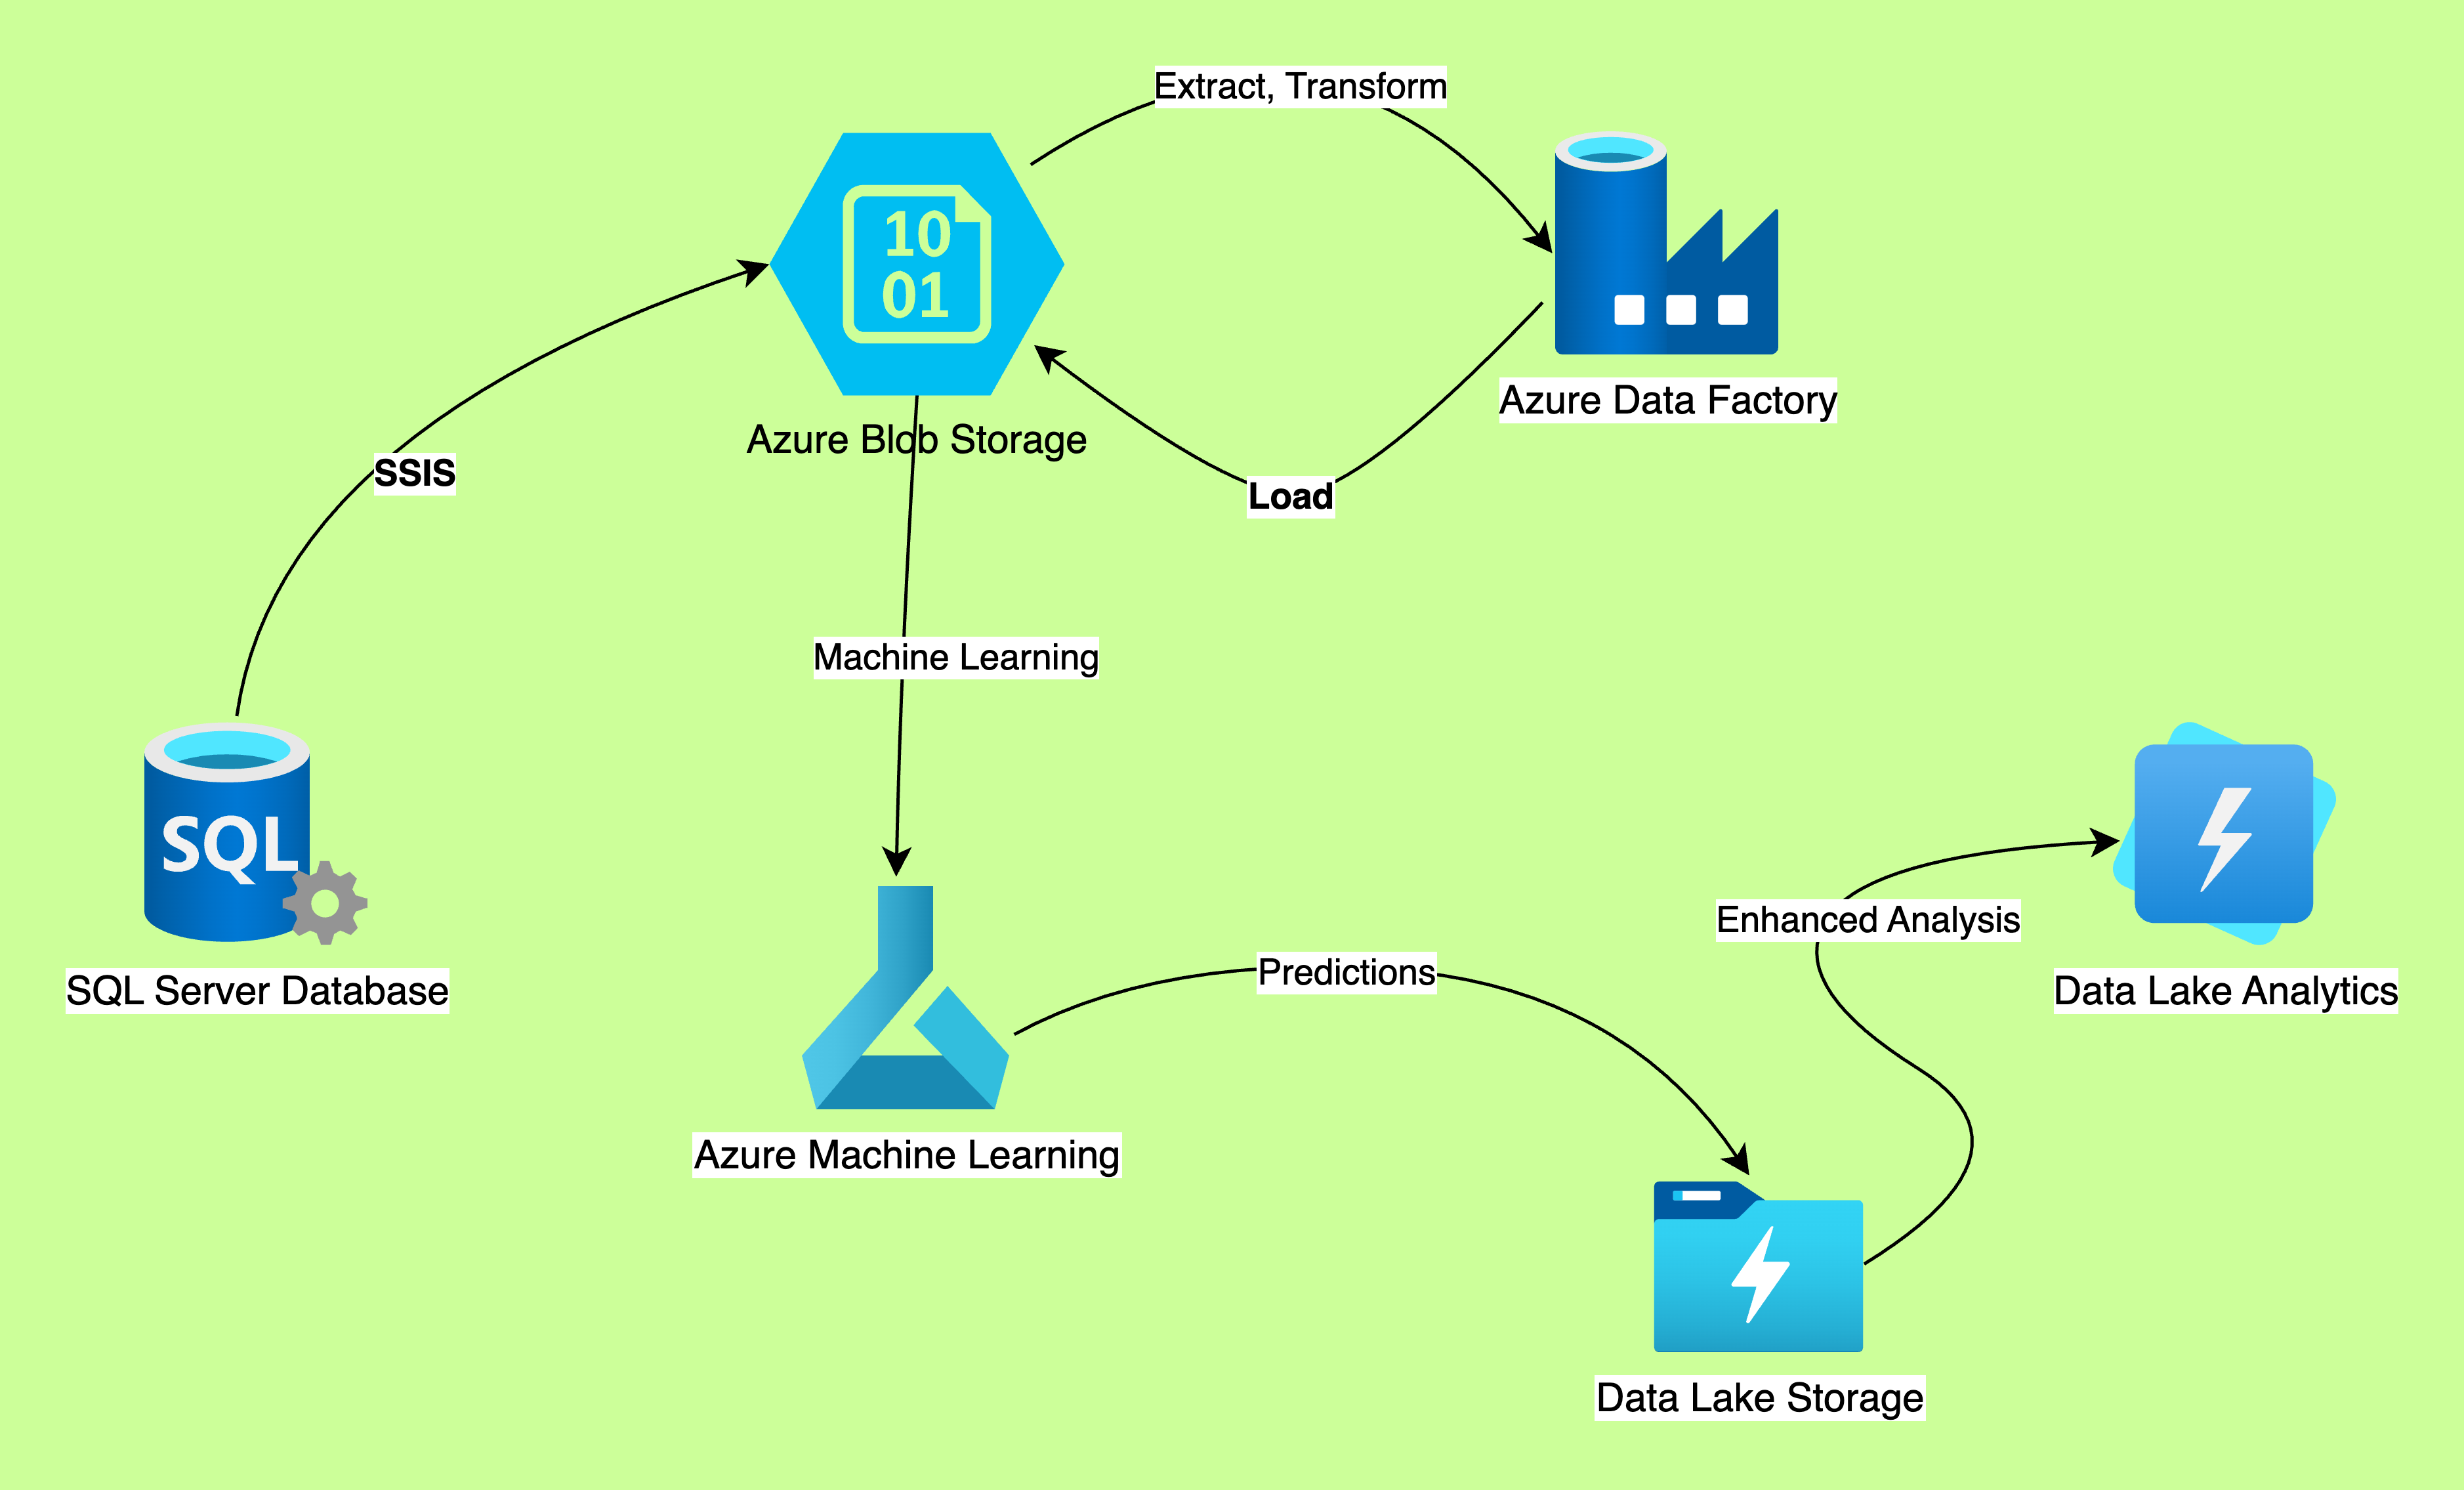 Extract, Transform
10
01
Azure Data Factory
Azure Blob Storage
SSIS
Load
Machine Learning
SQL
SQL Server Database
Enhanced Analysis
Data Lake Analytics
Predictions
Azure Machine Learning
Data Lake Storage